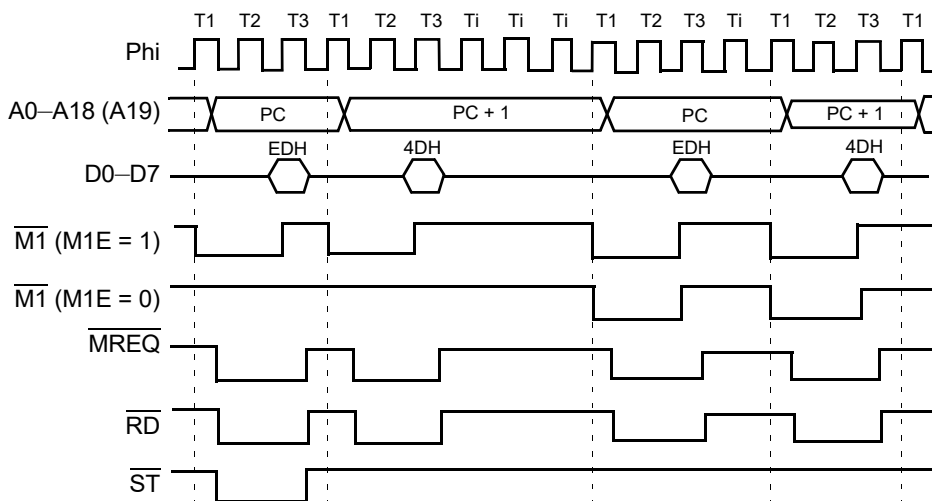 T1 T2 T3 T1 T2 T3 Ti Ti Ti T1 T2 T3 Ti T1 T2 T3 T1
Phi
A0–A18 (A19) PC PC + 1 PC PC + 1
EDH 4DH EDH 4DH
D0–D7
M1 (M1E = 1)
M1 (M1E = 0)
MREQ
RD
ST